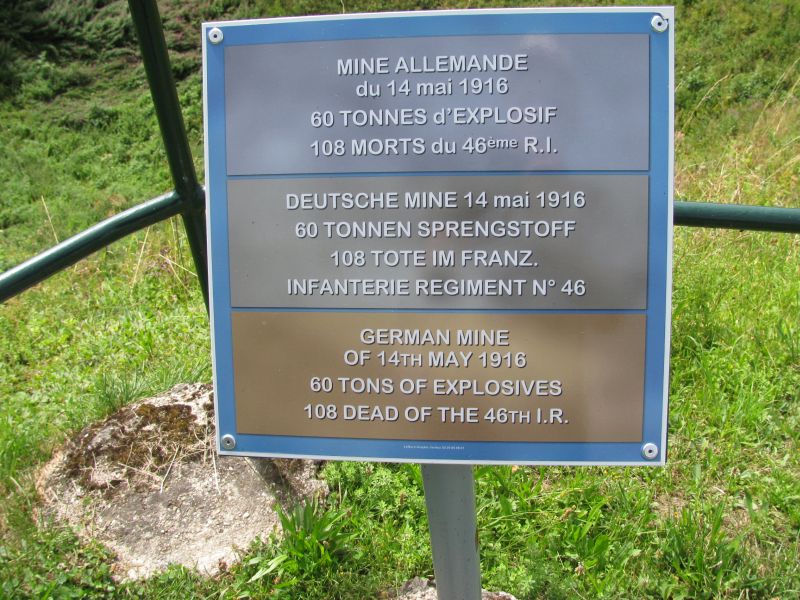 MINE ALLEMANDE
du 14 mai 1916
60 TONNES d'EXPLOSIF
108 MORTS du 46ème R.I.
DEUTSCHE MINE 14 mai 1916
60 TONNEN SPRENGSTOFF
108 TOTE IM FRANZ.
INFANTERIE REGIMENT N° 46
GERMAN MINE
OF 14TH MAY 1916
60 TONS OF EXPLOSIVES
108 DEAD OF THE 46TH I.R.